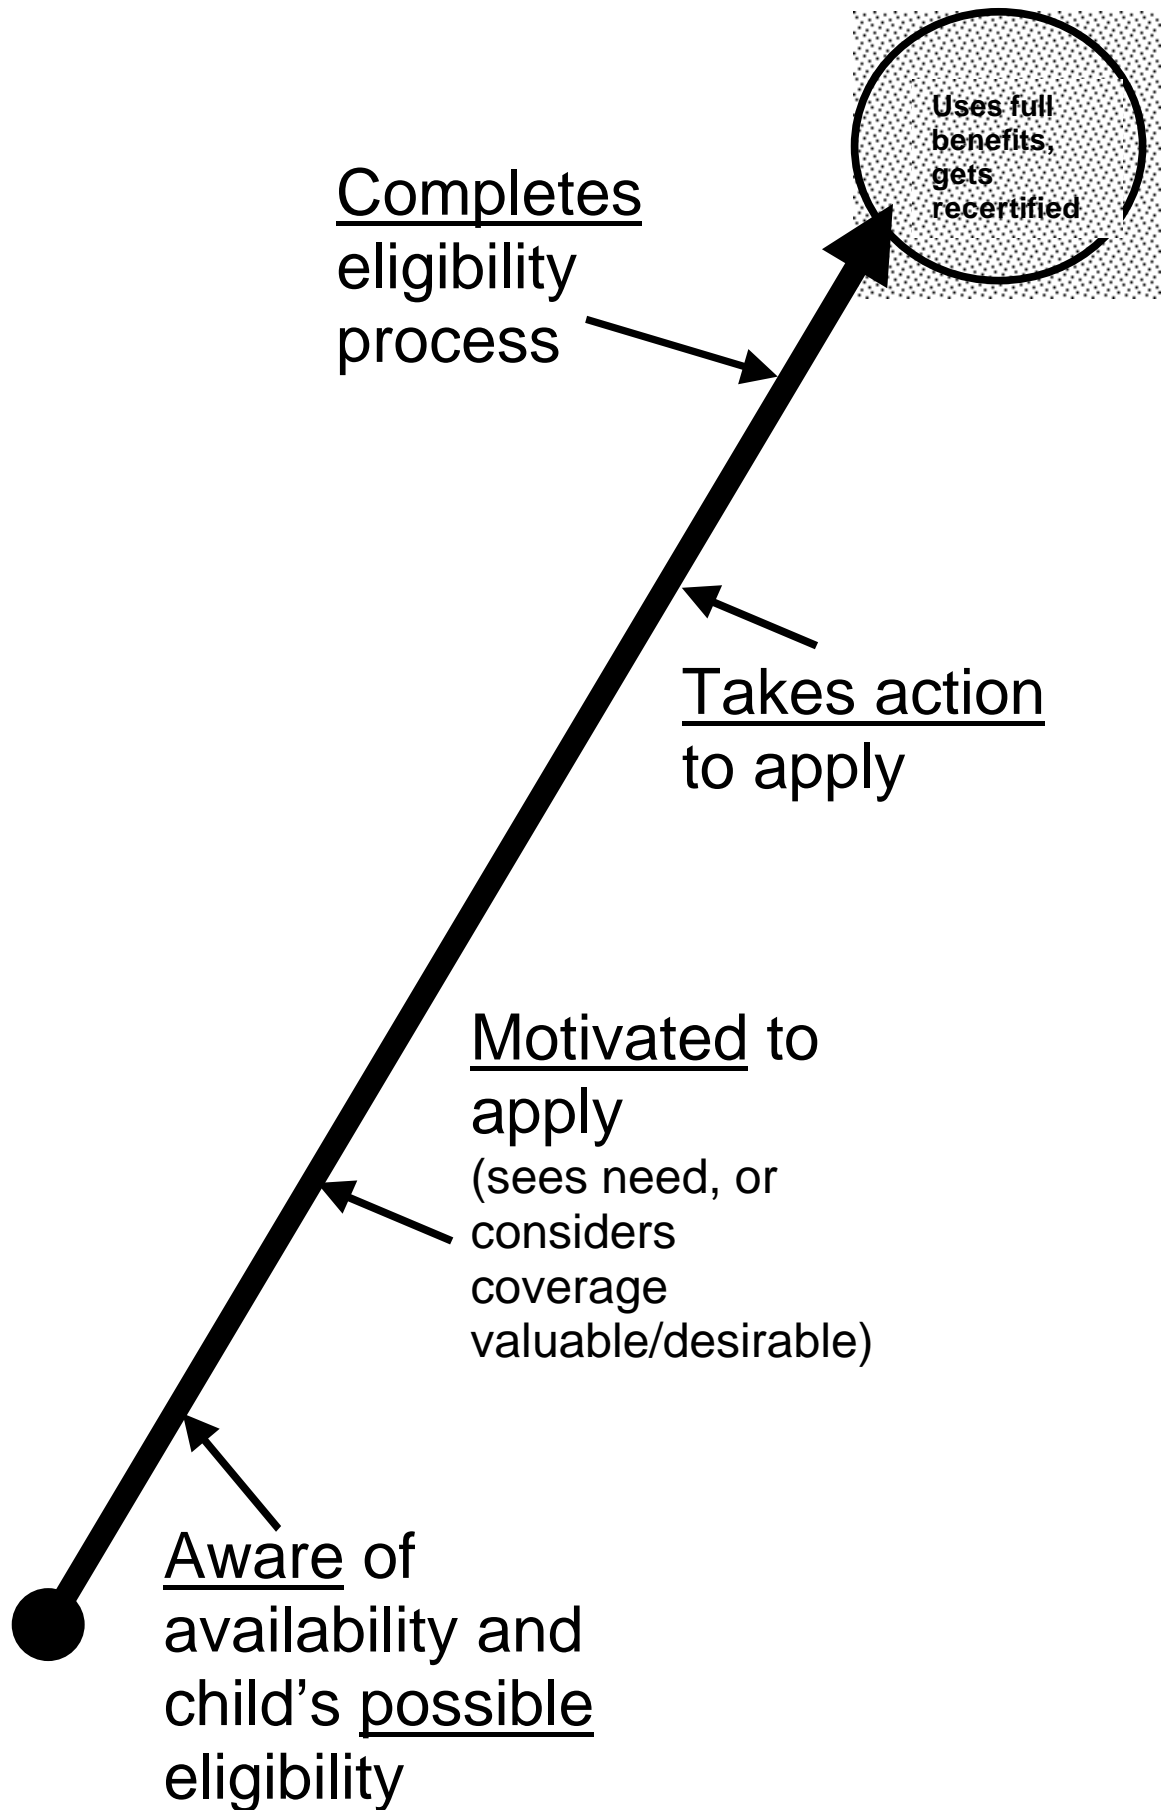 Uses full
benefits,
gets
recertified
Completes
eligibility
process
Takes action
to apply
Motivated to
apply
(sees need, or
considers
coverage
valuable/desirable)
Aware of
availability and
child’s possible
eligibility